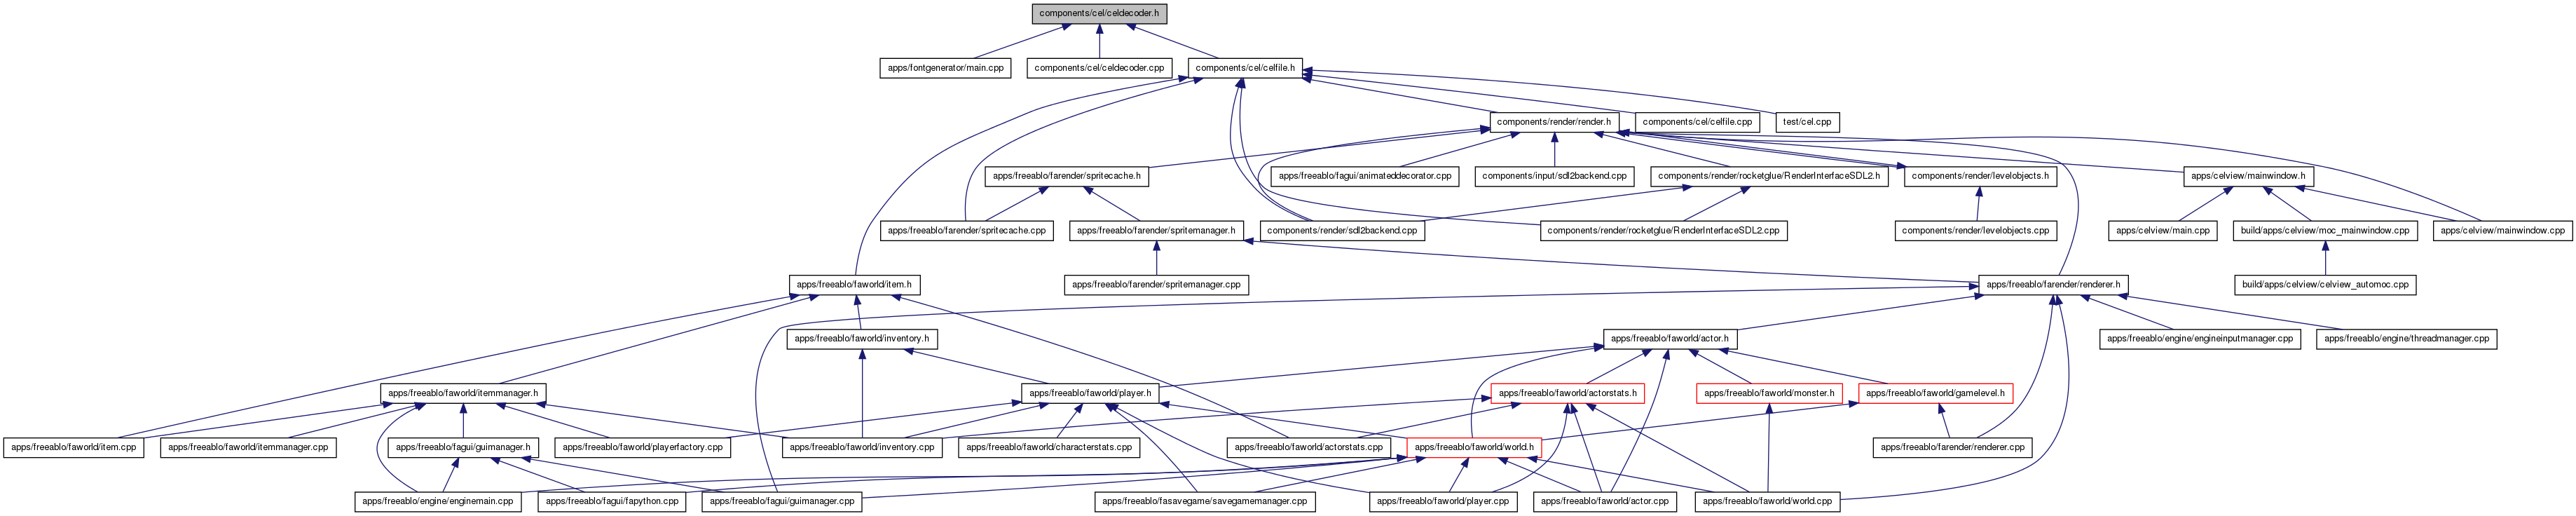 components/cel/celdecoder.h
apps/fontgenerator/main.cpp
components/cel/celdecoder.cpp
components/cel/celfile.h
components/render/render.h
components/cel/celfile.cpp
test/cel.cpp
apps/freeablo/farender/spritecache.h
apps/freeablo/fagui/animateddecorator.cpp
components/input/sdl2backend.cpp
components/render/rocketglue/RenderInterfaceSDL2.h
components/render/levelobjects.h
apps/celview/mainwindow.h
apps/freeablo/farender/spritecache.cpp
apps/freeablo/farender/spritemanager.h
components/render/sdl2backend.cpp
components/render/rocketglue/RenderInterfaceSDL2.cpp
components/render/levelobjects.cpp
apps/celview/main.cpp
build/apps/celview/moc_mainwindow.cpp
apps/celview/mainwindow.cpp
apps/freeablo/faworld/item.h
apps/freeablo/farender/spritemanager.cpp
apps/freeablo/farender/renderer.h
build/apps/celview/celview_automoc.cpp
apps/freeablo/faworld/inventory.h
apps/freeablo/faworld/actor.h
apps/freeablo/engine/engineinputmanager.cpp
apps/freeablo/engine/threadmanager.cpp
apps/freeablo/faworld/itemmanager.h
apps/freeablo/faworld/player.h
apps/freeablo/faworld/actorstats.h
apps/freeablo/faworld/monster.h
apps/freeablo/faworld/gamelevel.h
apps/freeablo/faworld/item.cpp
apps/freeablo/faworld/itemmanager.cpp
apps/freeablo/fagui/guimanager.h
apps/freeablo/faworld/playerfactory.cpp
apps/freeablo/faworld/inventory.cpp
apps/freeablo/faworld/characterstats.cpp
apps/freeablo/faworld/actorstats.cpp
apps/freeablo/faworld/world.h
apps/freeablo/farender/renderer.cpp
apps/freeablo/engine/enginemain.cpp
apps/freeablo/fagui/fapython.cpp
apps/freeablo/fagui/guimanager.cpp
apps/freeablo/fasavegame/savegamemanager.cpp
apps/freeablo/faworld/player.cpp
apps/freeablo/faworld/actor.cpp
apps/freeablo/faworld/world.cpp